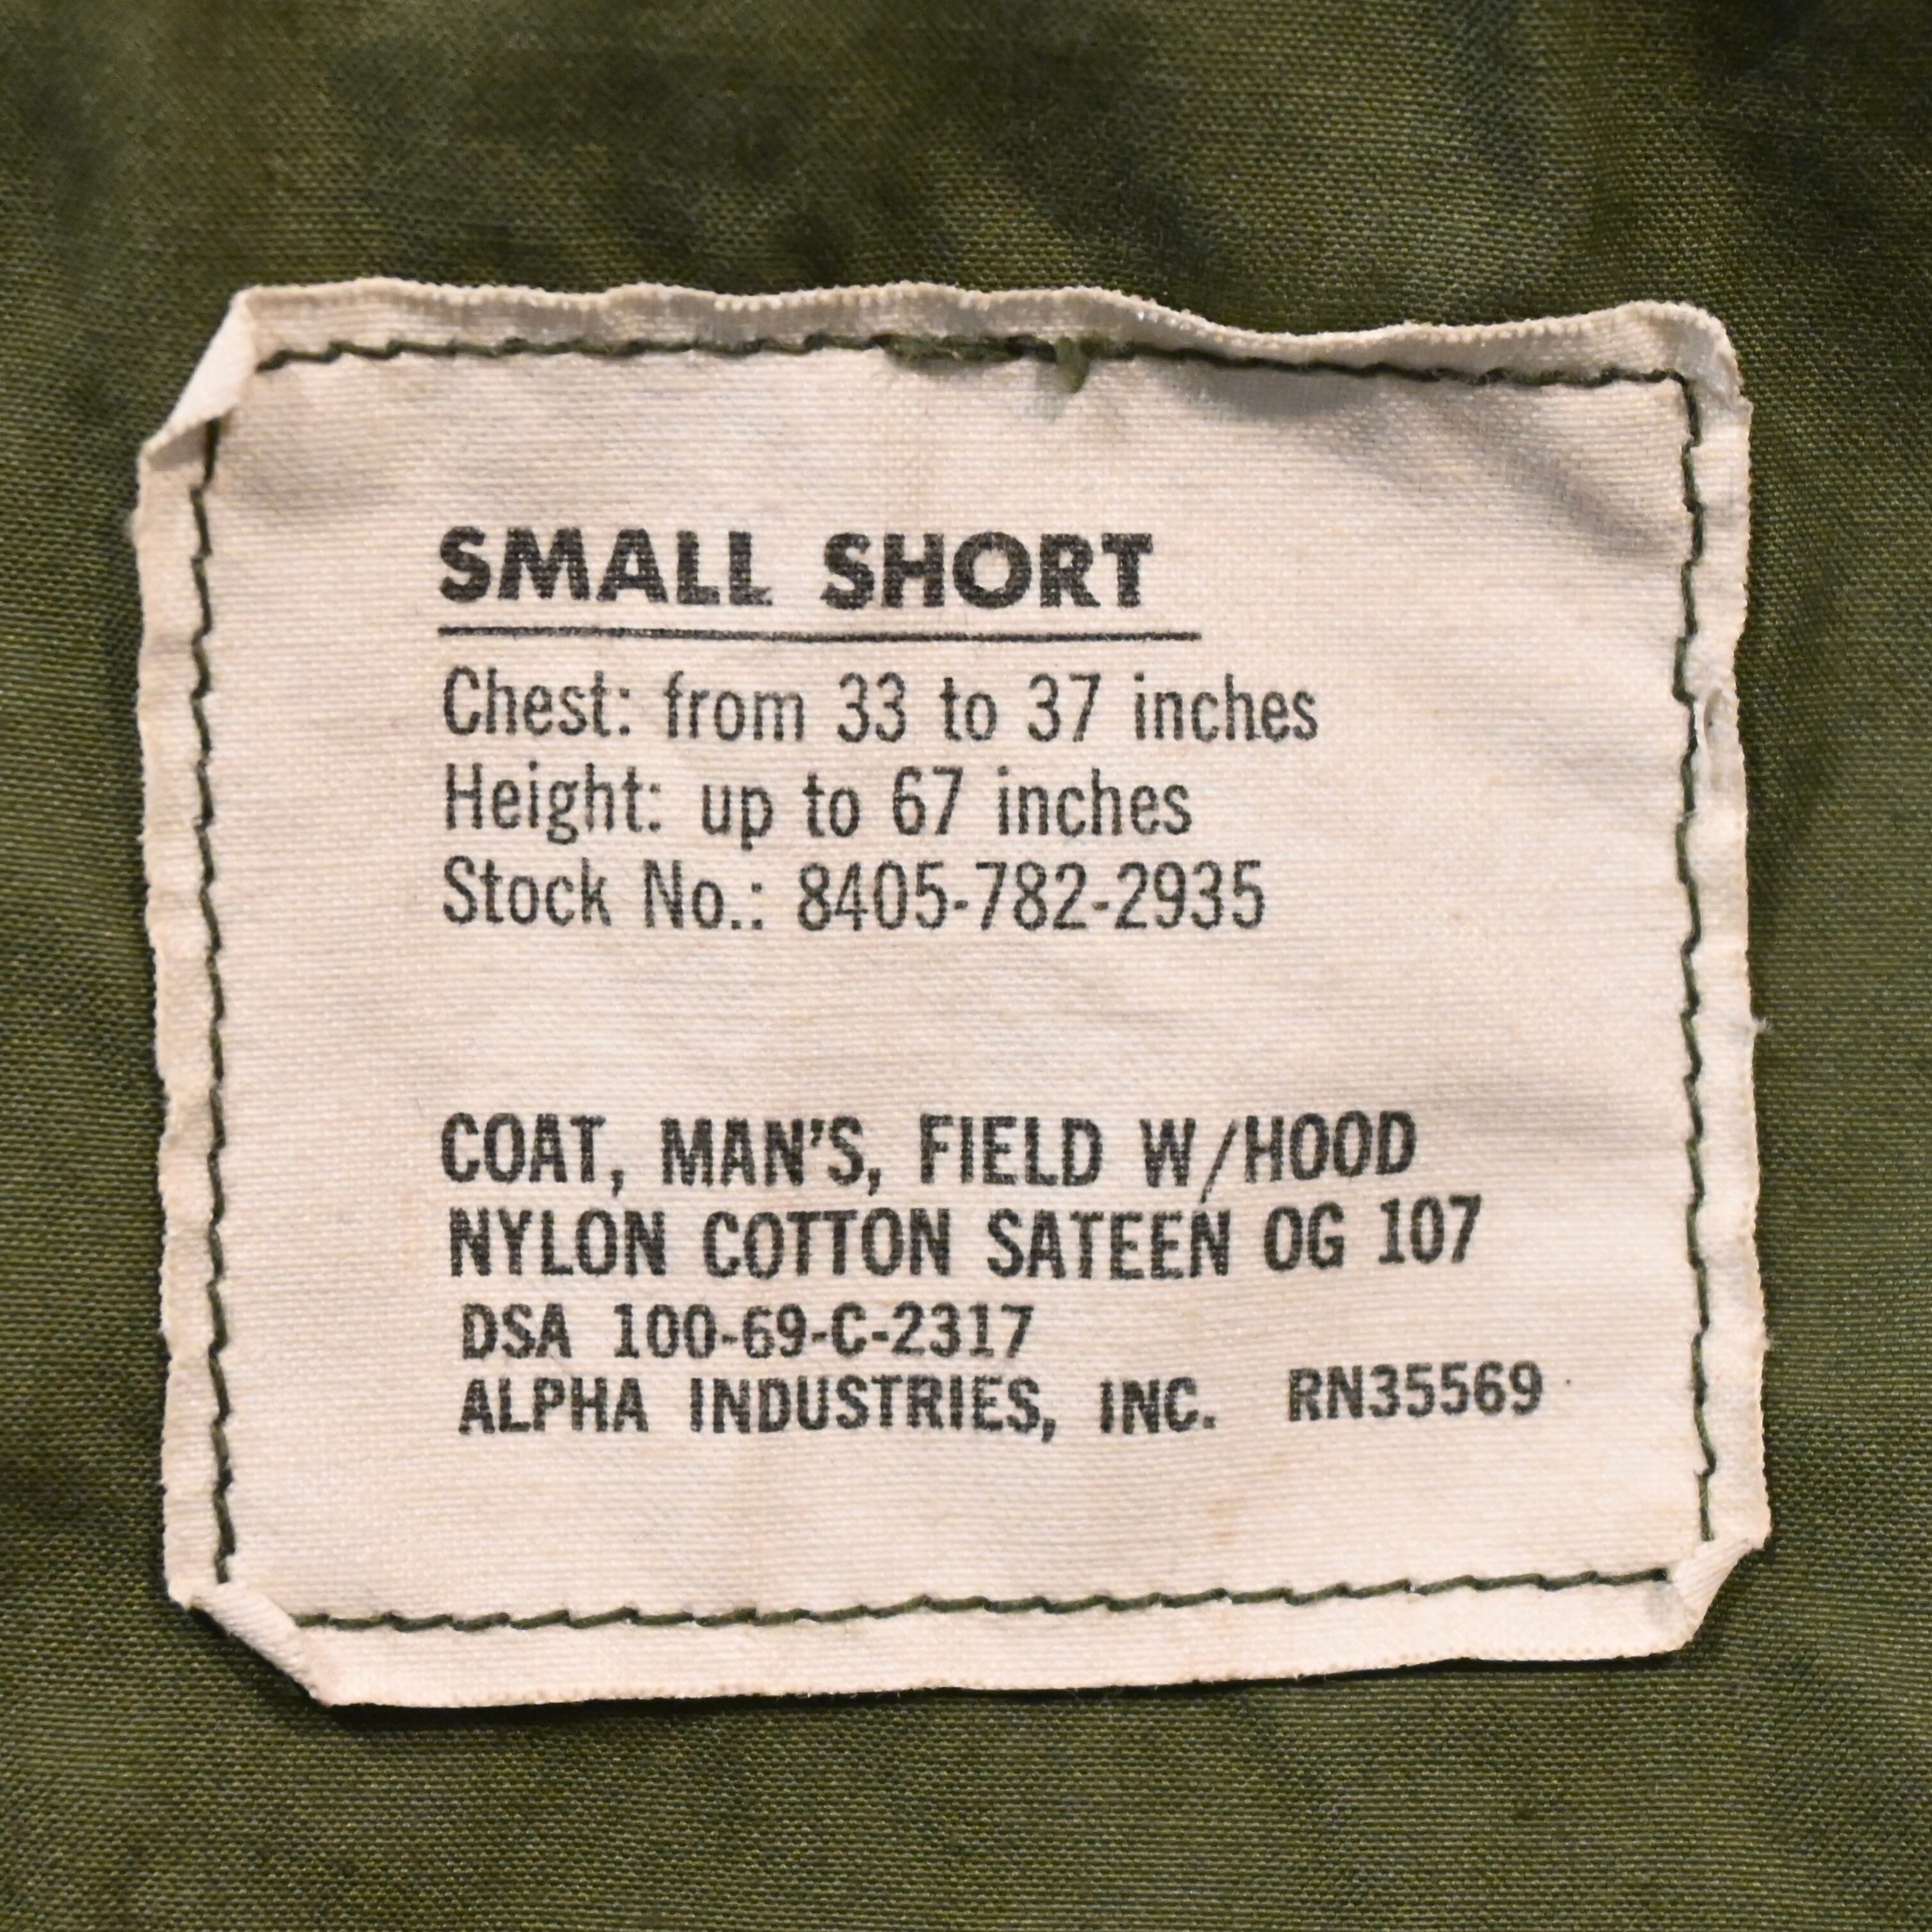 SMALL SHORT
Chest: from 33 to 37 inches
Height: up to 67 inches
Stock No.: 8405-782-2935
COAT, MAN'S, FIELD W/HOOD
NYLON COTTON SATEEN OG 107
DSA 100-69-C-2317
ALPHA INDUSTRIES, INC. RN35569